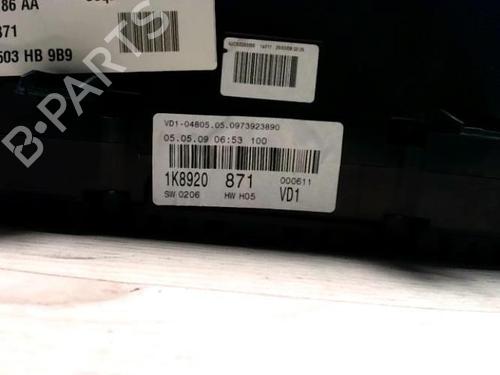 86 AA
871
503 HB 9B9
VD1-04805.05.0973923890
05.05.09 06:53 100
1K8920 871 000611
SW 0206 HW H05 VD1
B-PARTS